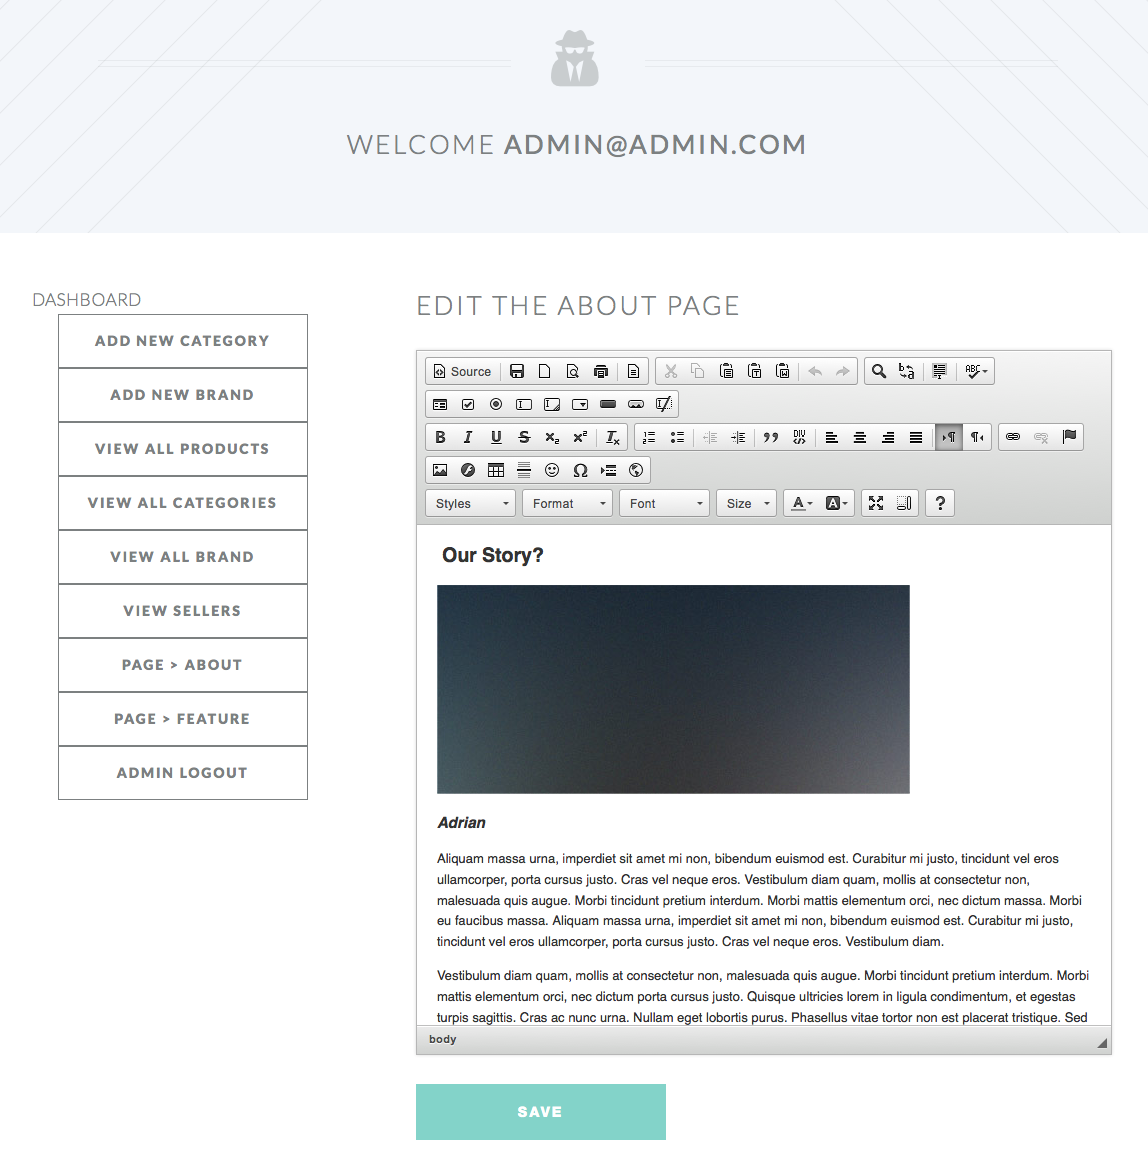 WELCOME ADMIN@ADMIN.COM
DASHBOARD
ADD NEW CATEGORY
ADD NEW BRAND
VIEW ALL PRODUCTS
VIEW ALL CATEGORIES
VIEW ALL BRAND
VIEW SELLERS
PAGE > ABOUT
PAGE > FEATURE
ADMIN LOGOUT
EDIT THE ABOUT PAGE
Source
ABC
B I U S x₂ x² Tx
DIV
Styles Format Font Size A A ?
Our Story?
Adrian
Aliquam massa urna, imperdiet sit amet mi non, bibendum euismod est. Curabitur mi justo, tincidunt vel eros
ullamcorper, porta cursus justo. Cras vel neque eros. Vestibulum diam quam, mollis at consectetur non,
malesuada quis augue. Morbi tincidunt pretium interdum. Morbi mattis elementum orci, nec dictum massa. Morbi
eu faucibus massa. Aliquam massa urna, imperdiet sit amet mi non, bibendum euismod est. Curabitur mi justo,
tincidunt vel eros ullamcorper, porta cursus justo. Cras vel neque eros. Vestibulum diam.
Vestibulum diam quam, mollis at consectetur non, malesuada quis augue. Morbi tincidunt pretium interdum. Morbi
mattis elementum orci, nec dictum porta cursus justo. Quisque ultricies lorem in ligula condimentum, et egestas
turpis sagittis. Cras ac nunc urna. Nullam eget lobortis purus. Phasellus vitae tortor non est placerat tristique. Sed
body
SAVE